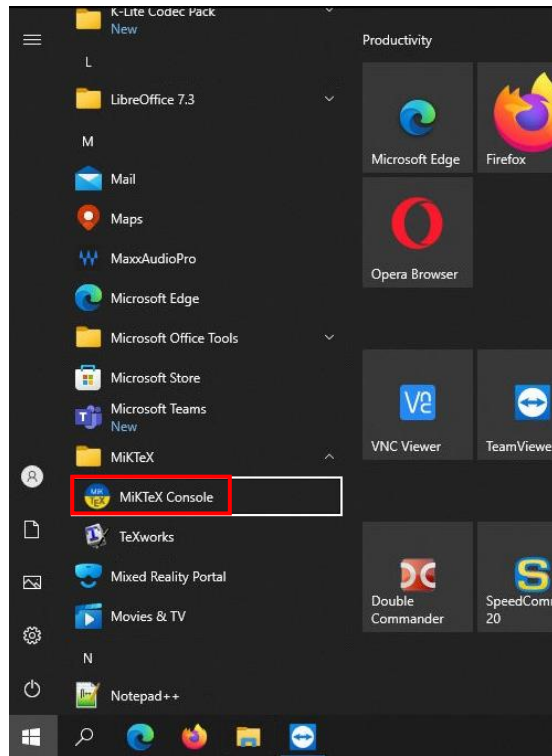 K-Lite Codec Pack
New
L
LibreOffice 7.3
M
Mail
Maps
MaxxAudioPro
Microsoft Edge
Microsoft Office Tools
Microsoft Store
Microsoft Teams
New
MiKTeX
MiKTeX Console
TeXworks
Mixed Reality Portal
Movies & TV
N
Notepad++
Productivity
Microsoft Edge
Firefox
Opera Browser
VNC Viewer
TeamViewe
Double
Commander
SpeedCom
20